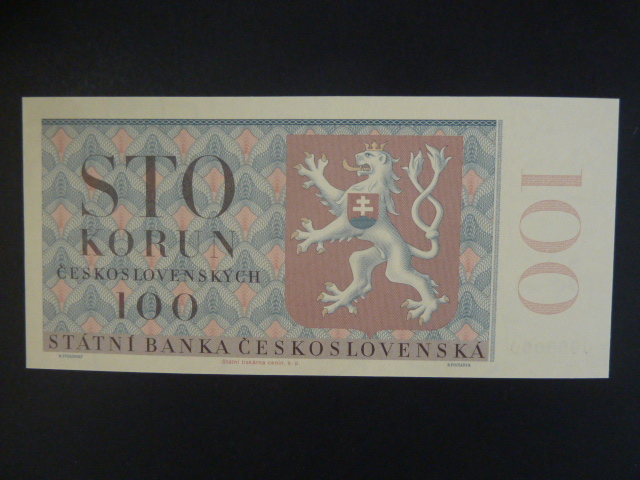 STO
KORUN
ČESKOSLOVENSKÝCH
100
STÁTNÍ BANKA ČESKOSLOVENSKÁ
100